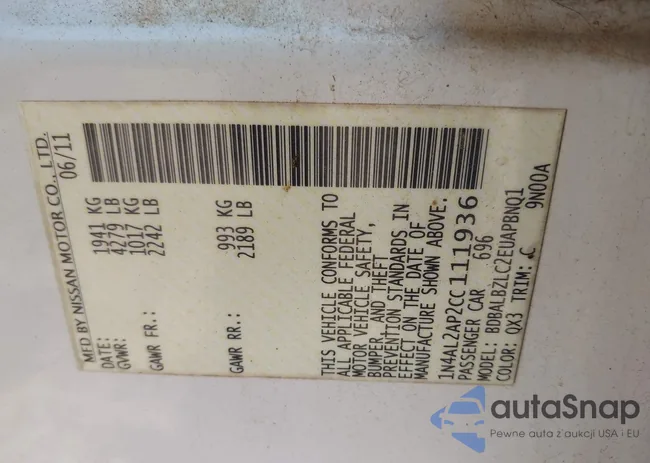 MFD BY NISSAN MOTOR CO., LTD.
DATE: 06/11
GVWR: 1941 KG
4279 LB
GAWR FR.: 1017 KG
2242 LB
GAWR RR.: 993 KG
2189 LB
THIS VEHICLE CONFORMS TO
ALL APPLICABLE FEDERAL
MOTOR VEHICLE SAFETY,
BUMPER, AND THEFT
PREVENTION STANDARDS IN
EFFECT ON THE DATE OF
MANUFACTURE SHOWN ABOVE.
1N4AL2AP2CC111936
PASSENGER CAR 696
MODEL: BDBALBZLC2EUAPBNQ1
COLOR: QX3 TRIM: C 9N00A
autaSnap
Pewne auta z aukcji USA i EU